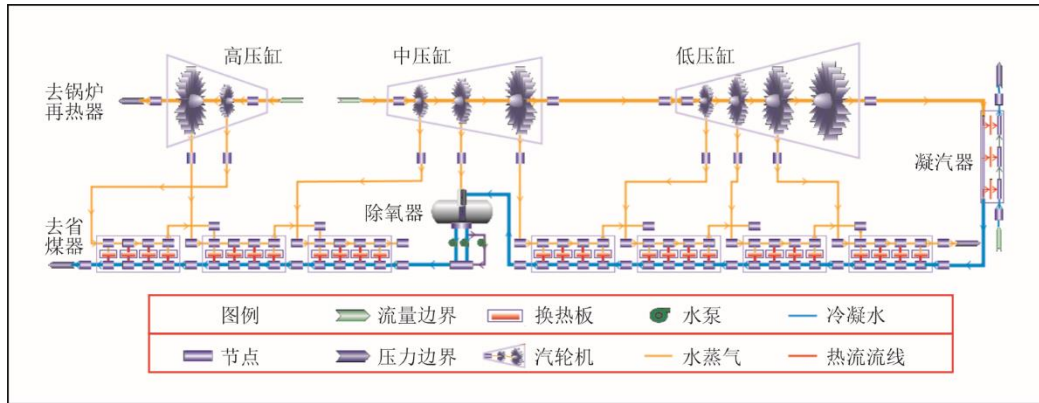 高压缸
中压缸
低压缸
去锅炉
再热器
凝汽器
去省
煤器
除氧器
图例
流量边界
换热板
水泵
冷凝水
节点
压力边界
汽轮机
水蒸气
热流流线